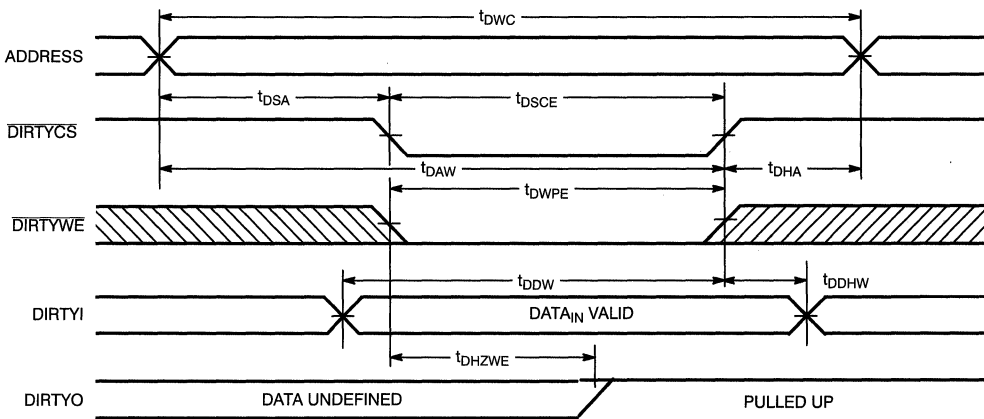 tDWC
ADDRESS
tDSA
tDSCE
DIRTYCS
tDAW
tDHA
tDWPE
DIRTYWE
tDDW
tDDHW
DIRTYI
DATAIN VALID
tDHZWE
DIRTYO
DATA UNDEFINED
PULLED UP